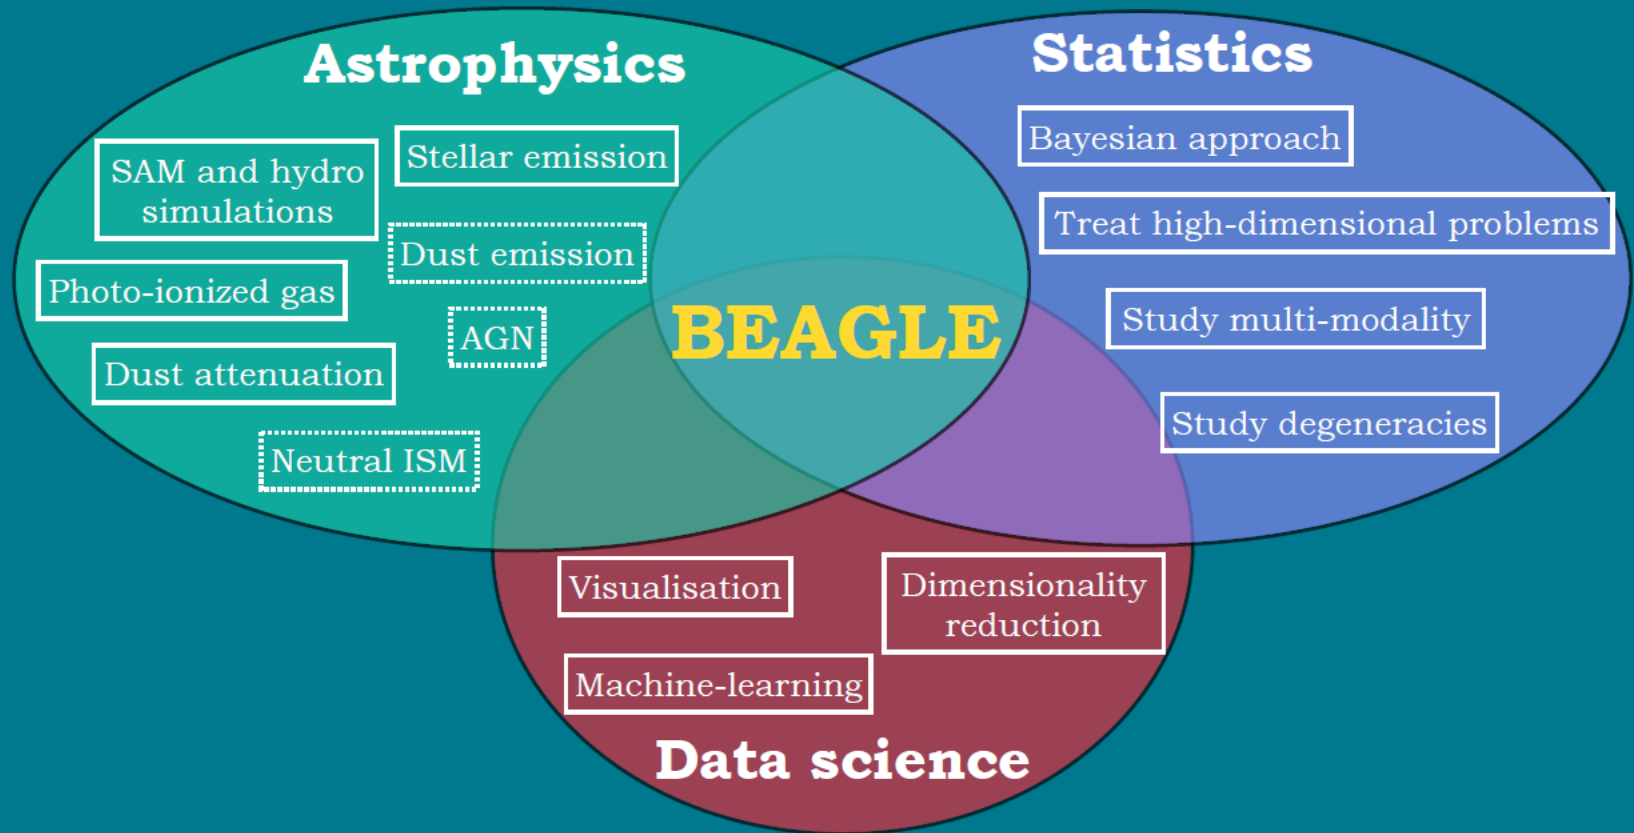 Astrophysics
Statistics
SAM and hydro
simulations
Stellar emission
Dust emission
Photo-ionized gas
AGN
Dust attenuation
Neutral ISM
BEAGLE
Bayesian approach
Treat high-dimensional problems
Study multi-modality
Study degeneracies
Visualisation
Dimensionality
reduction
Machine-learning
Data science